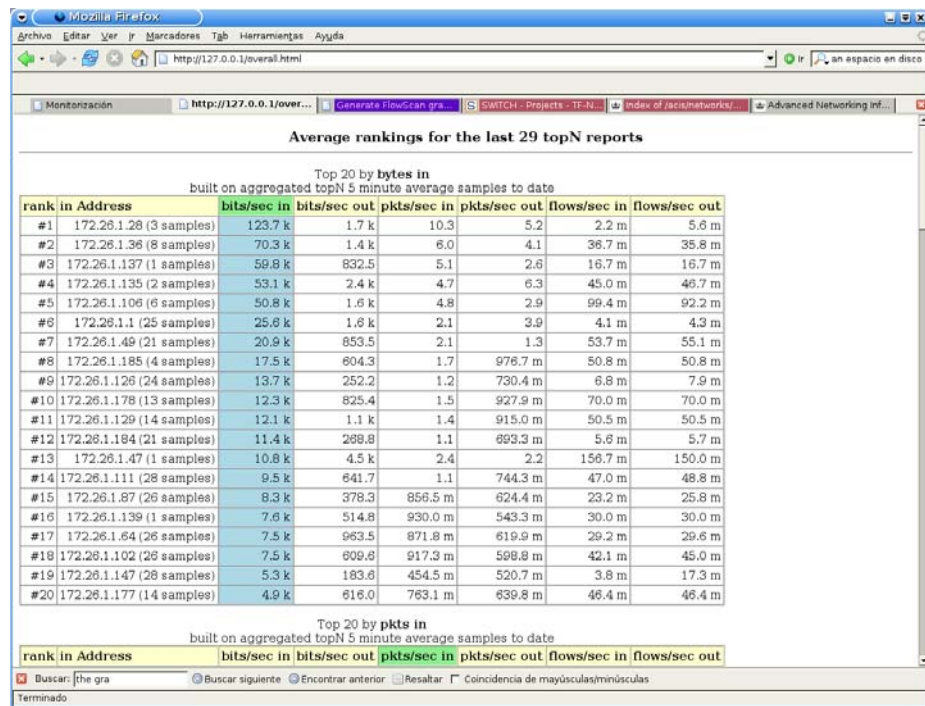 Mozilla Firefox
Archivo Editar Ver Ir Marcadores Tab Herramientas Ayuda
http://127.0.0.1/overall.html Ir an espacio en disco
Monitorización http://127.0.0.1/over... Generate FlowScan gra... SWITCH - Projects - TF-N... Index of /acis/networks/... Advanced Networking Inf...
Average rankings for the last 29 topN reports
Top 20 by bytes in
built on aggregated topN 5 minute average samples to date
rank in Address bits/sec in bits/sec out pkts/sec in pkts/sec out flows/sec in flows/sec out
#1 172.26.1.28 (3 samples) 123.7 k 1.7 k 10.3 5.2 2.2 m 5.6 m
#2 172.26.1.36 (8 samples) 70.3 k 1.4 k 6.0 4.1 36.7 m 35.8 m
#3 172.26.1.137 (1 samples) 59.8 k 832.5 5.1 2.6 16.7 m 16.7 m
#4 172.26.1.135 (2 samples) 53.1 k 2.4 k 4.7 6.3 45.0 m 46.7 m
#5 172.26.1.106 (6 samples) 50.8 k 1.6 k 4.8 2.9 99.4 m 92.2 m
#6 172.26.1.1 (25 samples) 25.6 k 1.6 k 2.1 3.9 4.1 m 4.3 m
#7 172.26.1.49 (21 samples) 20.9 k 853.5 2.1 1.3 53.7 m 55.1 m
#8 172.26.1.185 (4 samples) 17.5 k 604.3 1.7 976.7 m 50.8 m 50.8 m
#9 172.26.1.126 (24 samples) 13.7 k 252.2 1.2 730.4 m 6.8 m 7.9 m
#10 172.26.1.178 (13 samples) 12.3 k 825.4 1.5 927.9 m 70.0 m 70.0 m
#11 172.26.1.129 (14 samples) 12.1 k 1.1 k 1.4 915.0 m 50.5 m 50.5 m
#12 172.26.1.184 (21 samples) 11.4 k 268.8 1.1 693.3 m 5.6 m 5.7 m
#13 172.26.1.47 (1 samples) 10.8 k 4.5 k 2.4 2.2 156.7 m 150.0 m
#14 172.26.1.111 (28 samples) 9.5 k 641.7 1.1 744.3 m 47.0 m 48.8 m
#15 172.26.1.87 (26 samples) 8.3 k 378.3 856.5 m 624.4 m 23.2 m 25.8 m
#16 172.26.1.139 (1 samples) 7.6 k 514.8 930.0 m 543.3 m 30.0 m 30.0 m
#17 172.26.1.64 (26 samples) 7.5 k 963.5 871.8 m 619.9 m 29.2 m 29.6 m
#18 172.26.1.102 (26 samples) 7.5 k 609.6 917.3 m 598.8 m 42.1 m 45.0 m
#19 172.26.1.147 (28 samples) 5.3 k 183.6 454.5 m 520.7 m 3.8 m 17.3 m
#20 172.26.1.177 (14 samples) 4.9 k 616.0 763.1 m 639.8 m 46.4 m 46.4 m
Top 20 by pkts in
built on aggregated topN 5 minute average samples to date
rank in Address bits/sec in bits/sec out pkts/sec in pkts/sec out flows/sec in flows/sec out
Buscar: the gra Buscar siguiente Encontrar anterior Resaltar Coincidencia de mayúsculas/minúsculas
Terminado